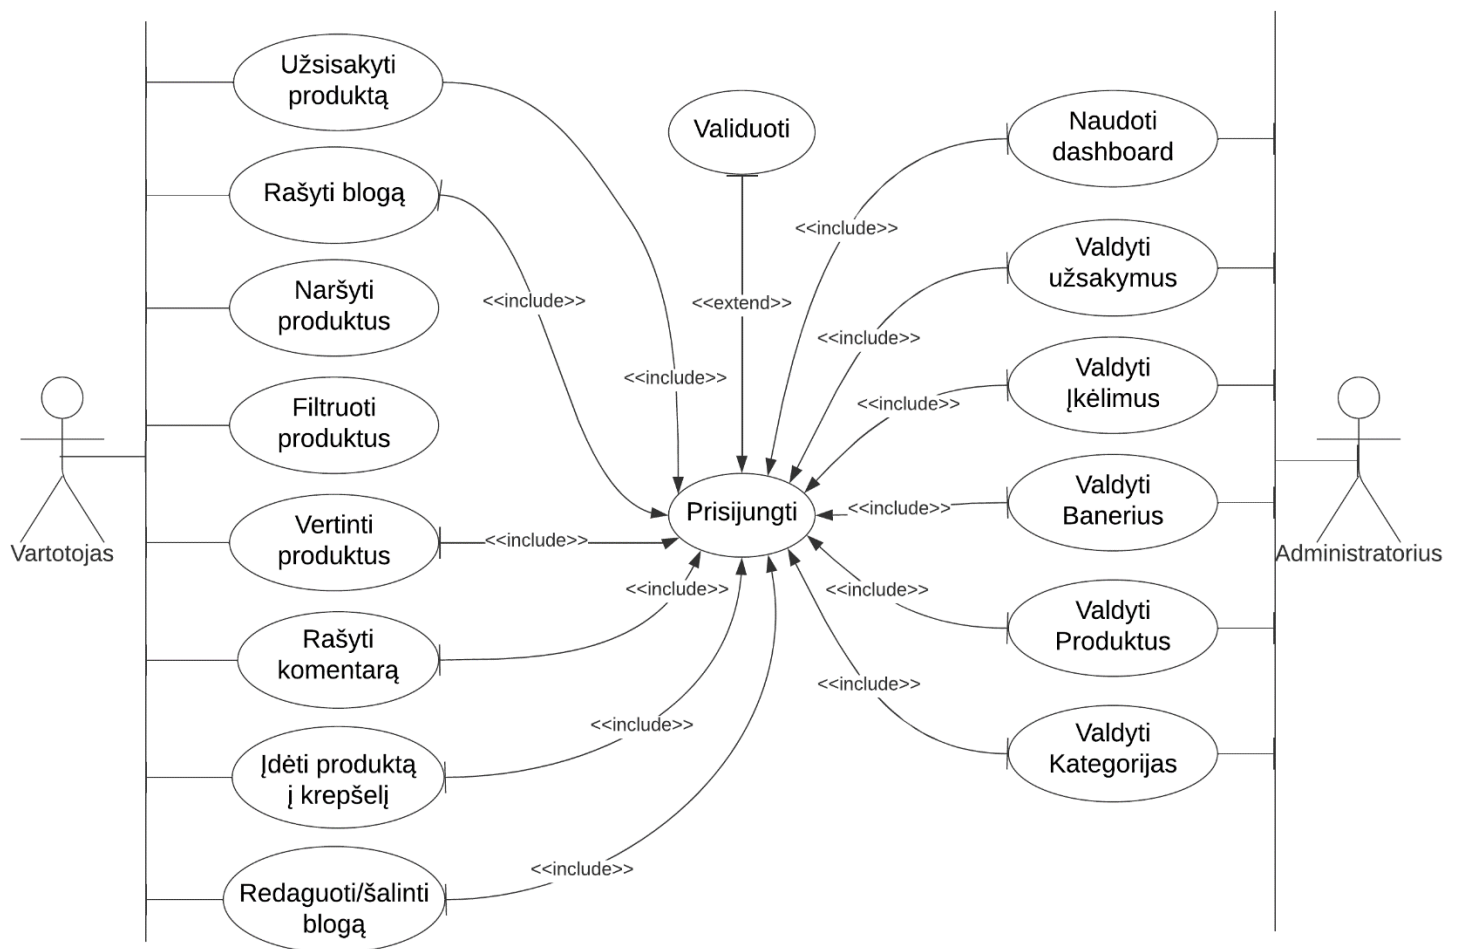 Užsisakyti
produktą
Rašyti blogą
Naršyti
produktus
Filtruoti
produktus
Vertinti
produktus
Rašyti
komentarą
Įdėti produktą
į krepšelį
Redaguoti/šalinti
blogą
Vartotojas
Validuoti
<<extend>>
Prisijungti
<<include>>
<<include>>
<<include>>
<<include>>
<<include>>
<<include>>
<<include>>
<<include>>
<<include>>
<<include>>
<<include>>
<<include>>
Naudoti
dashboard
Valdyti
užsakymus
Valdyti
Įkėlimus
Valdyti
Banerius
Valdyti
Produktus
Valdyti
Kategorijas
Administratorius